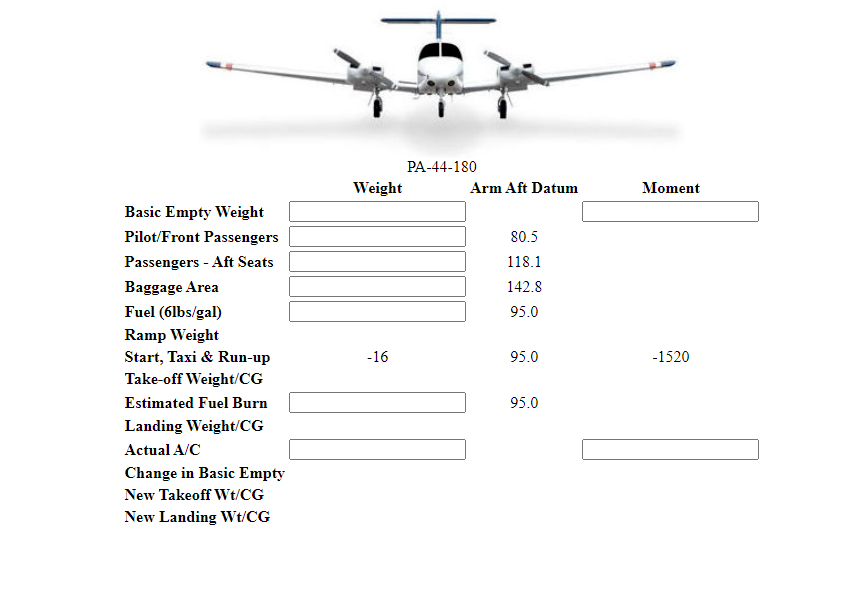 PA-44-180
Weight Arm Aft Datum Moment
Basic Empty Weight
Pilot/Front Passengers 80.5
Passengers - Aft Seats 118.1
Baggage Area 142.8
Fuel (6lbs/gal) 95.0
Ramp Weight
Start, Taxi & Run-up -16 95.0 -1520
Take-off Weight/CG
Estimated Fuel Burn 95.0
Landing Weight/CG
Actual A/C
Change in Basic Empty
New Takeoff Wt/CG
New Landing Wt/CG